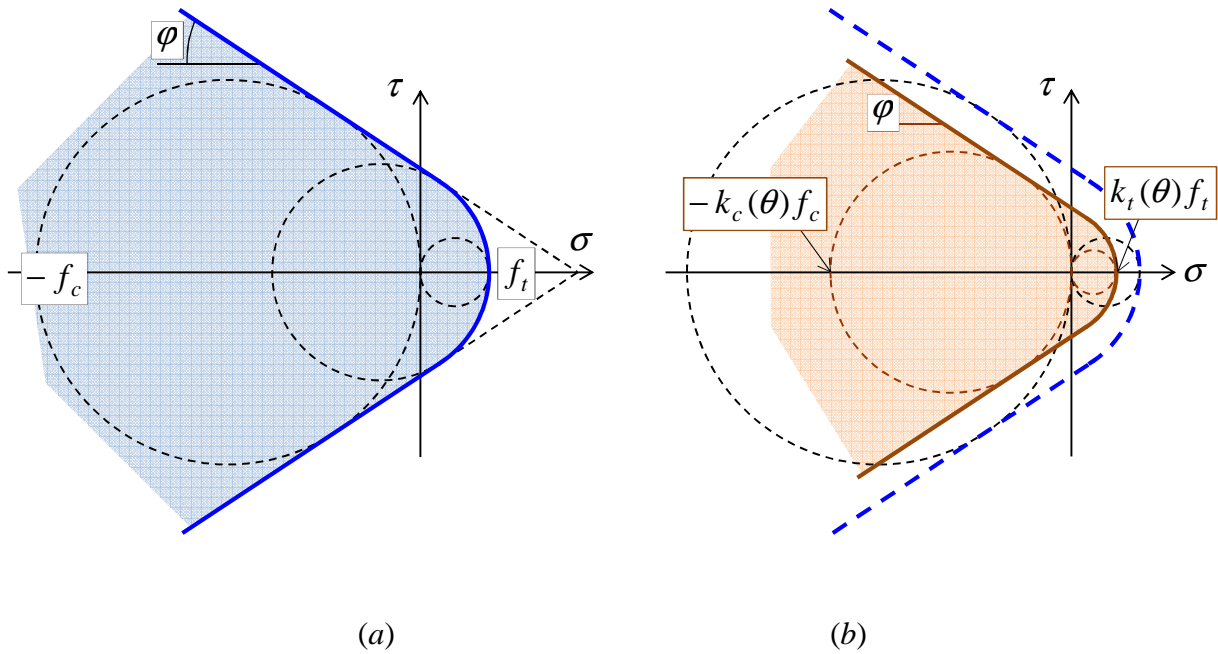 φ
τ
σ
− f_c
f_t
(a)
τ
φ
− k_c(θ) f_c
k_t(θ) f_t
σ
(b)